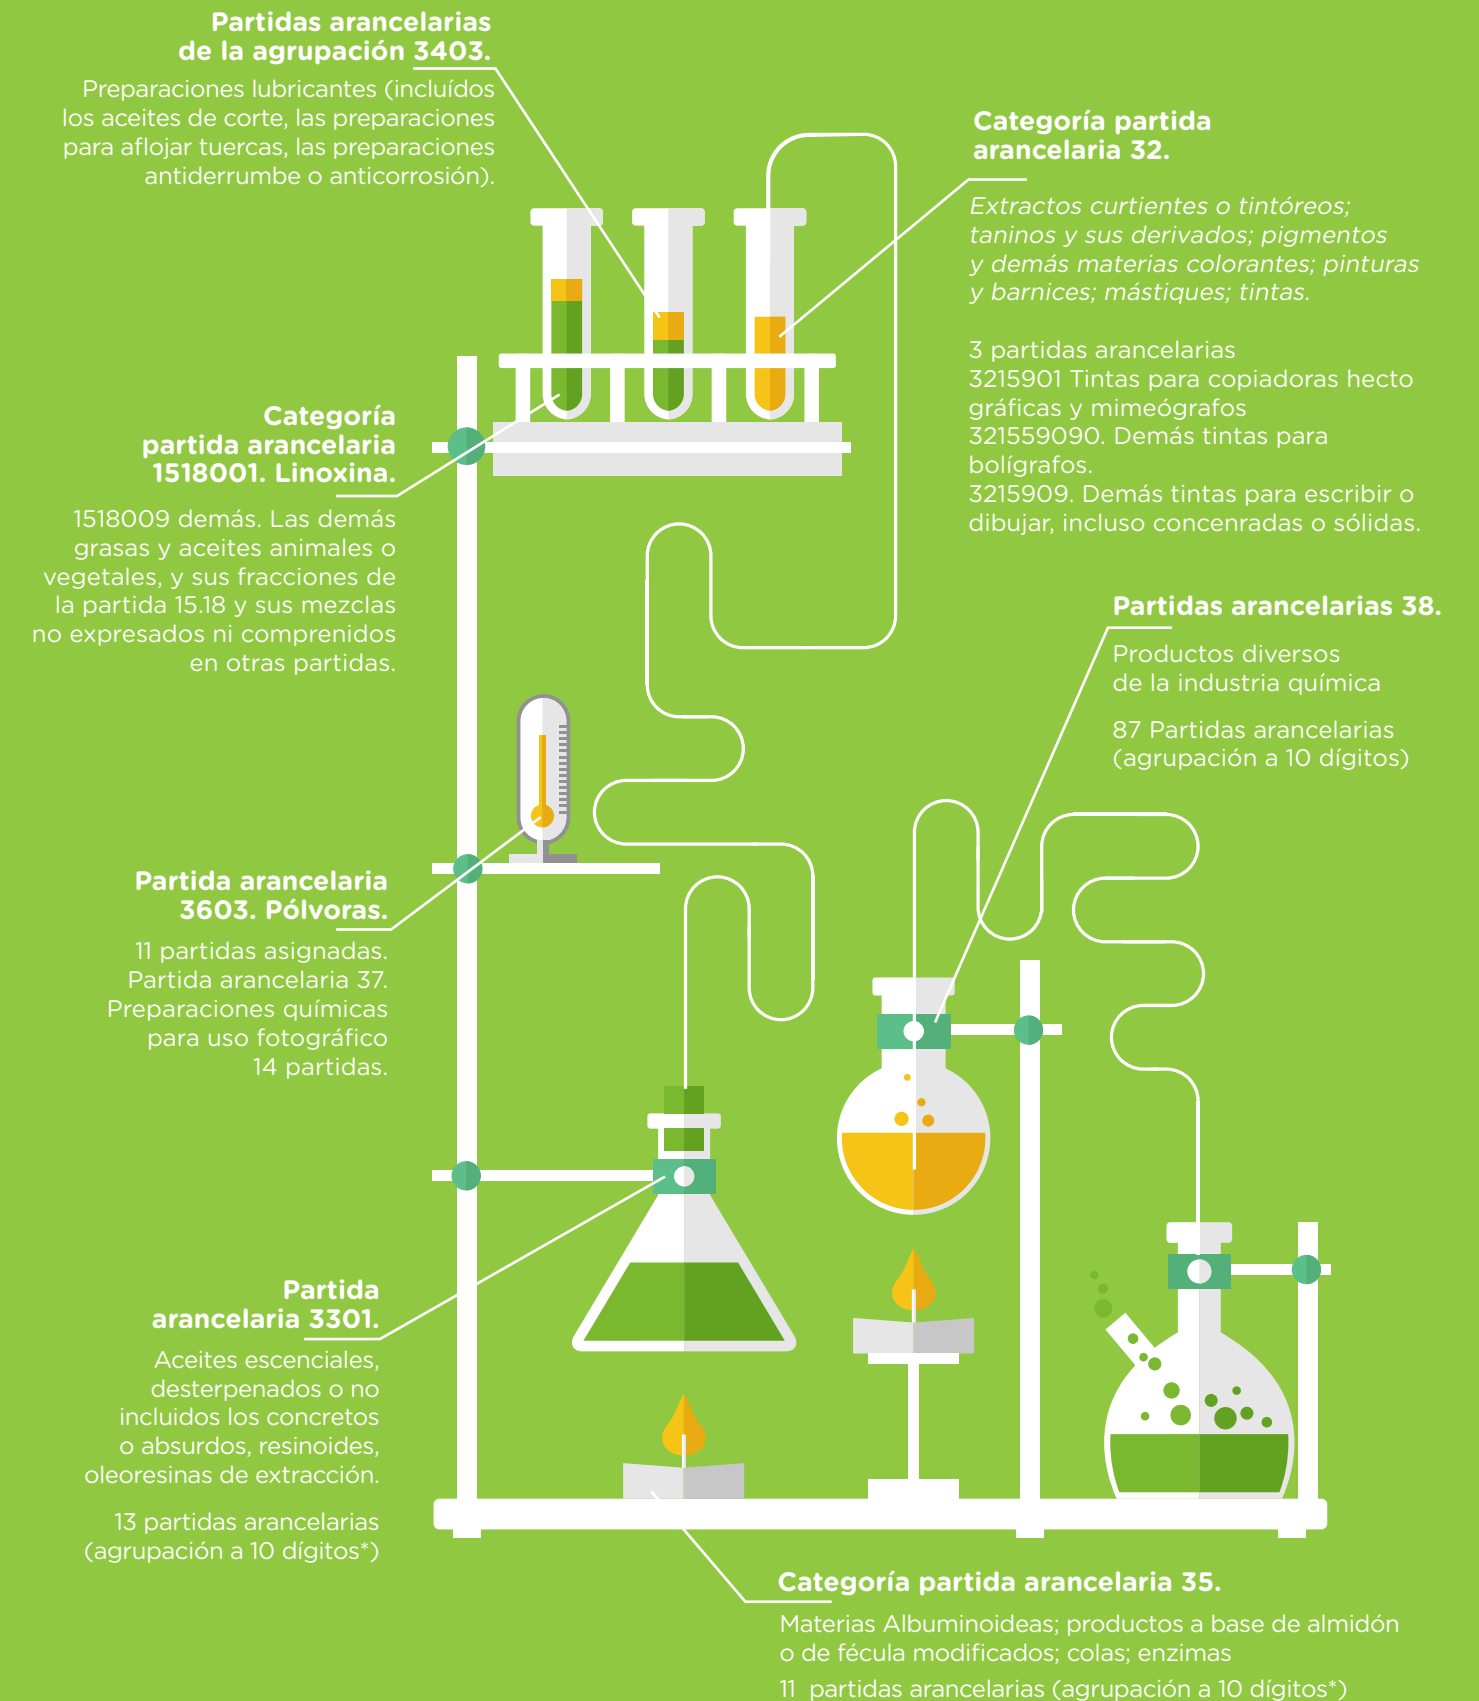 Partidas arancelarias
de la agrupación 3403.
Preparaciones lubricantes (incluídos
los aceites de corte, las preparaciones
para aflojar tuercas, las preparaciones
antiderrumbe o anticorrosión).
Categoría partida
arancelaria 32.
Extractos curtientes o tintóreos;
taninos y sus derivados; pigmentos
y demás materias colorantes; pinturas
y barnices; mástiques; tintas.
3 partidas arancelarias
3215901 Tintas para copiadoras hecto
gráficas y mimeógrafos
321559090. Demás tintas para
bolígrafos.
3215909. Demás tintas para escribir o
dibujar, incluso concenradas o sólidas.
Categoría
partida arancelaria
1518001. Linoxina.
1518009 demás. Las demás
grasas y aceites animales o
vegetales, y sus fracciones de
la partida 15.18 y sus mezclas
no expresados ni comprenidos
en otras partidas.
Partidas arancelarias 38.
Productos diversos
de la industria química
87 Partidas arancelarias
(agrupación a 10 dígitos)
Partida arancelaria
3603. Pólvoras.
11 partidas asignadas.
Partida arancelaria 37.
Preparaciones químicas
para uso fotográfico
14 partidas.
Partida
arancelaria 3301.
Aceites escenciales,
desterpenados o no
incluidos los concretos
o absurdos, resinoides,
oleoresinas de extracción.
13 partidas arancelarias
(agrupación a 10 dígitos*)
Categoría partida arancelaria 35.
Materias Albuminoideas; productos a base de almidón
o de fécula modificados; colas; enzimas
11 partidas arancelarias (agrupación a 10 dígitos*)